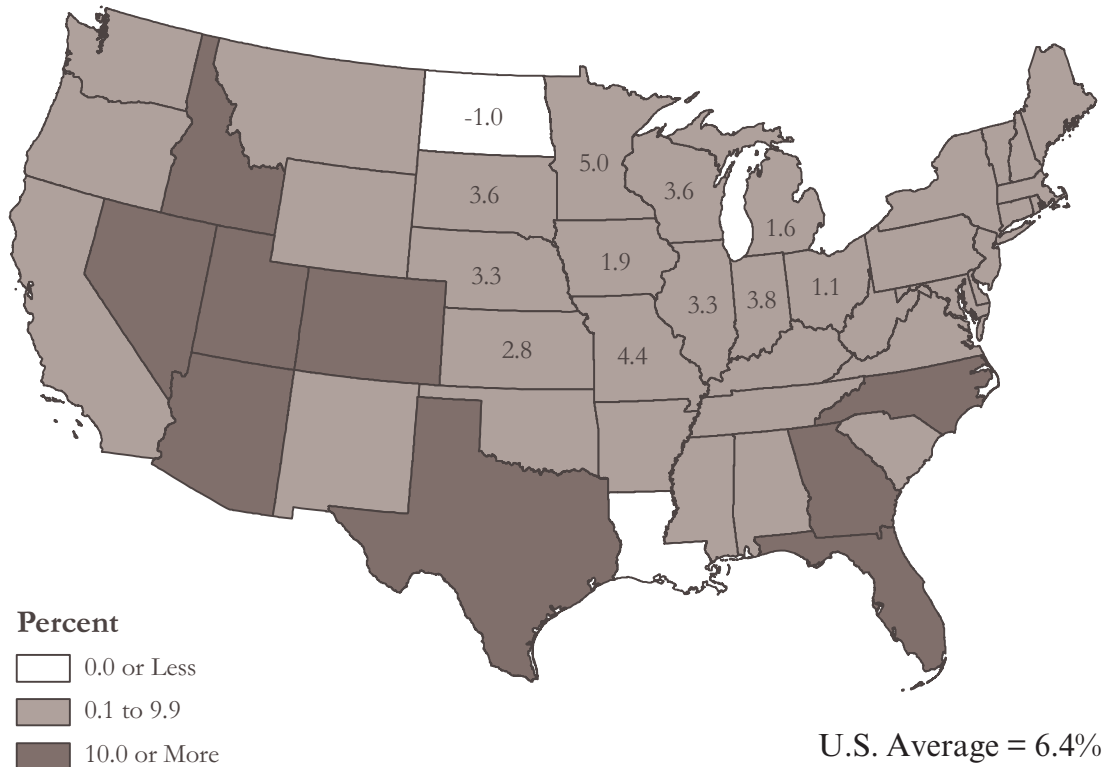 -1.0
5.0
3.6
3.6
1.6
1.9
3.3
1.1
3.3
3.8
2.8
4.4
Percent
0.0 or Less
0.1 to 9.9
10.0 or More
U.S. Average = 6.4%